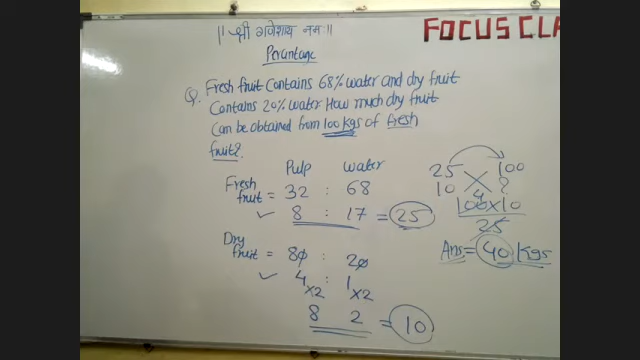 || श्री गणेशाय नमः ||
FOCUS CLA
Percantage
Q. Fresh fruit Contains 68% water and dry fruit
Contains 20% water. How much dry fruit
Can be obtained from 100 Kgs of fresh
fruit?
Pulp water
Fresh fruit = 32 : 68
✓ 8 : 17 = 25
Dry fruit = 80 : 20
✓ 4 : 1
×2 ×2
8 2 = 10
25 100
10 ?
4
100×10
25
Ans = 40 Kgs